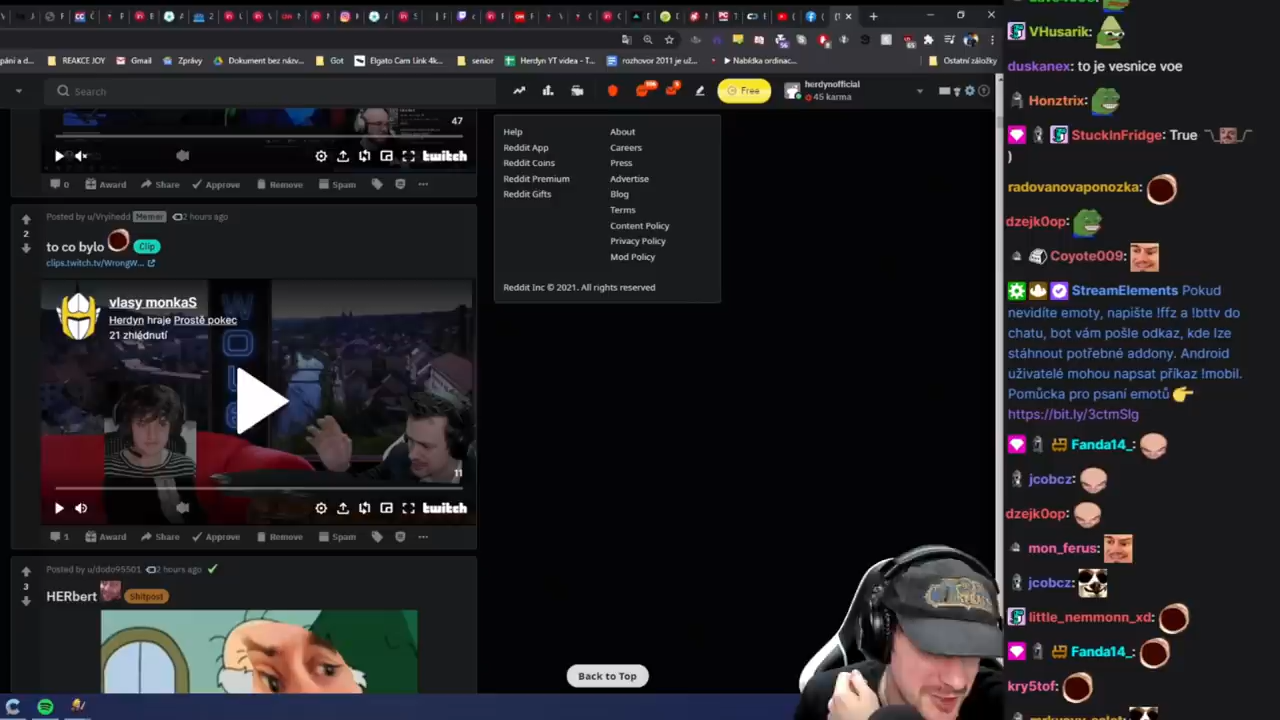 pání a d...
REAKCE JOY
Gmail
Zprávy
Dokument bez názv...
Got
Elgato Cam Link 4k...
senior
Herdyn YT videa - T...
rozhovor 2011 je už...
Nabídka ordinac...
Ostatní záložky
Search
Free
herdynofficial
45 karma
47
twitch
0 Award Share Approve Remove Spam
Help About
Reddit App Careers
Reddit Coins Press
Reddit Premium Advertise
Reddit Gifts Blog
Terms
Content Policy
Privacy Policy
Mod Policy
Reddit Inc © 2021. All rights reserved
Posted by u/Vryihedd Memer 2 hours ago
2
to co bylo Clip
clips.twitch.tv/WrongW...
vlasy monkaS
Herdyn hraje Prostě pokec
21 zhlédnutí
11
twitch
1 Award Share Approve Remove Spam
Posted by u/dodo95501 2 hours ago
3
HERbert Shitpost
Back to Top
VHusarik:
duskanex: to je vesnice voe
Honztrix:
StuckInFridge: True
)
radovanovaponozka:
dzejk0op:
Coyote009:
StreamElements Pokud
nevidíte emoty, napište !ffz a !bttv do
chatu, bot vám pošle odkaz, kde lze
stáhnout potřebné addony. Android
uživatelé mohou napsat příkaz !mobil.
Pomůcka pro psaní emotů
https://bit.ly/3ctmSlg
Fanda14_:
jcobcz:
dzejk0op:
mon_ferus:
jcobcz:
little_nemmonn_xd:
Fanda14_:
kry5tof: